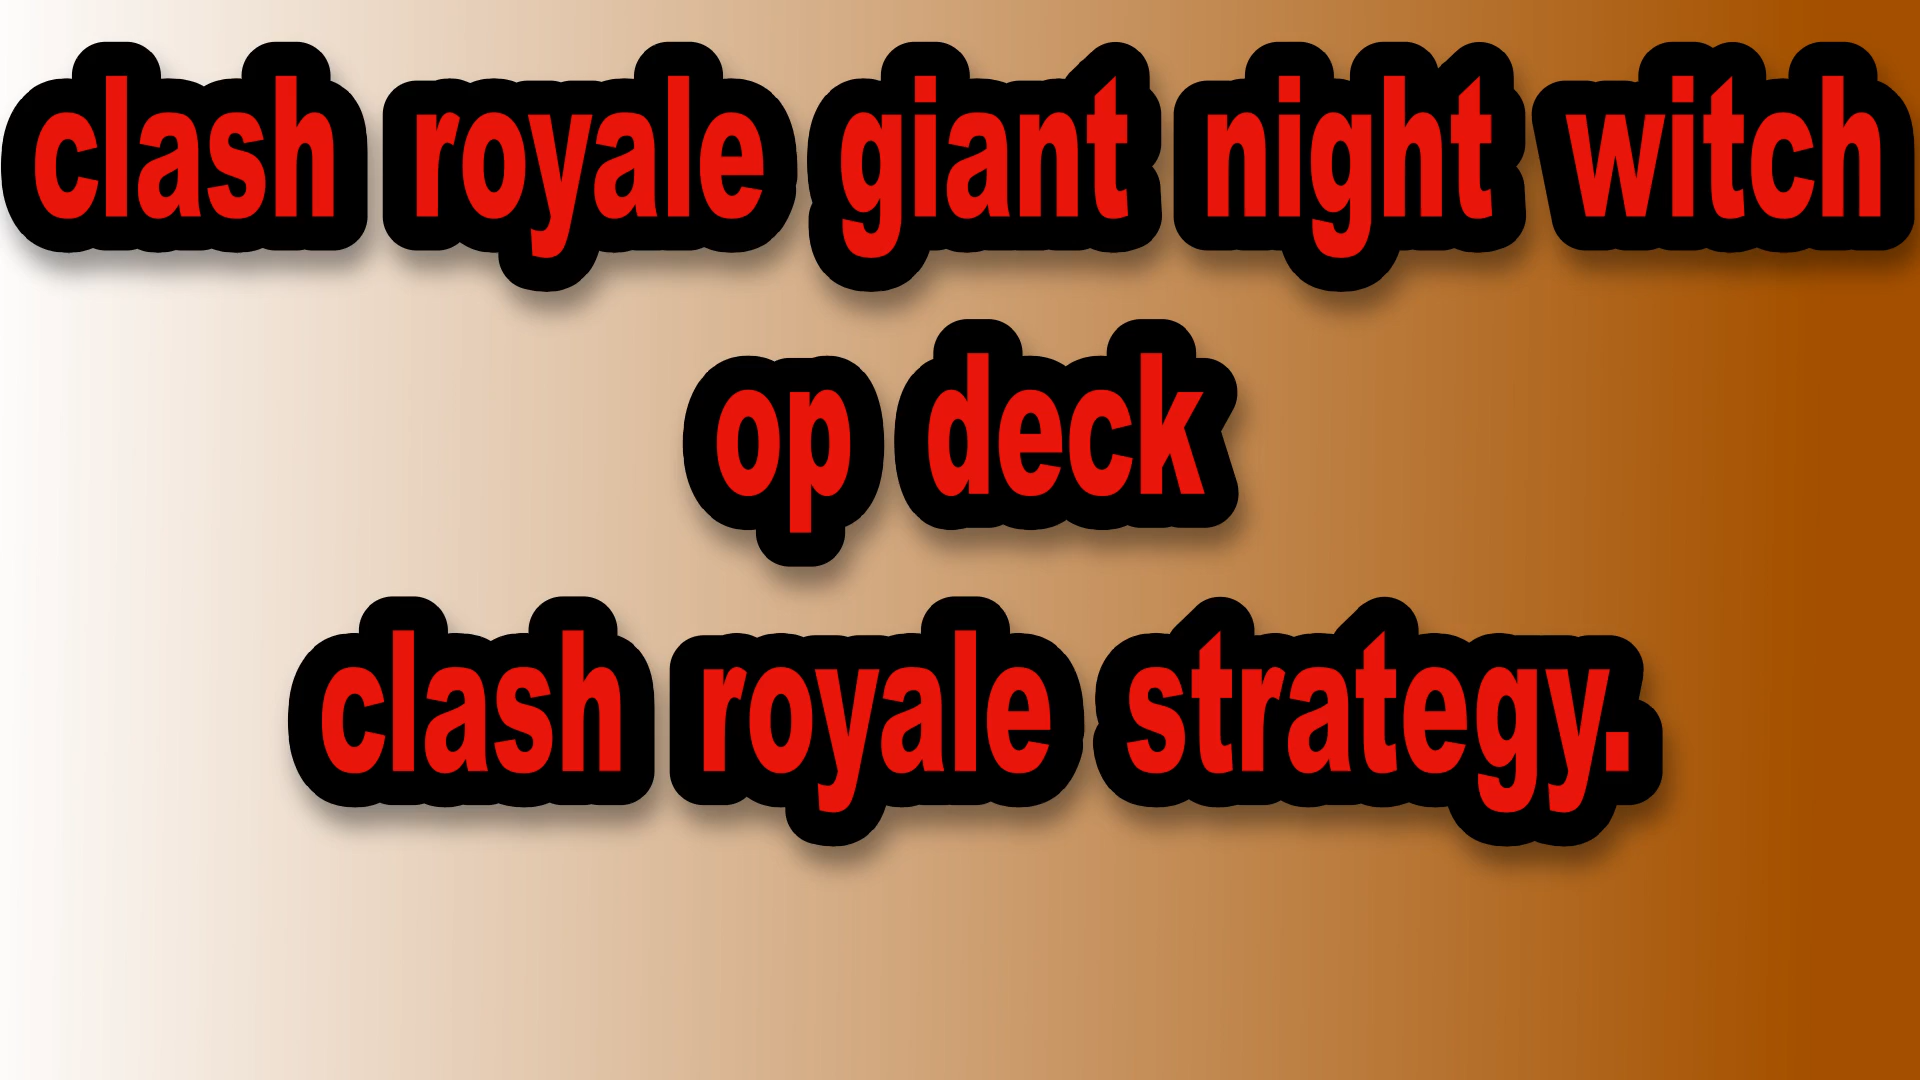 clash royale giant night witch
op deck
clash royale strategy.